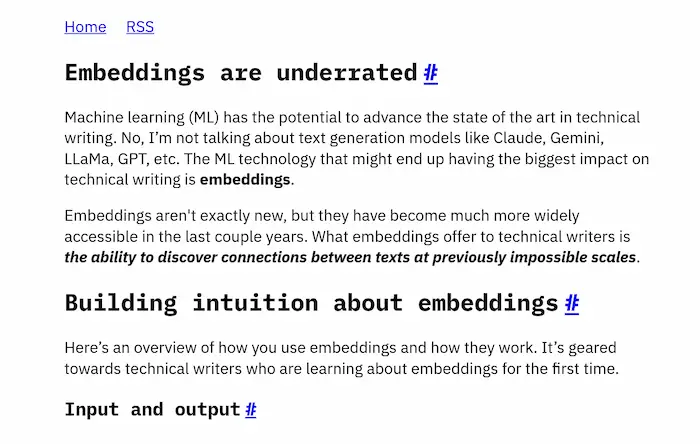 Home RSS
Embeddings are underrated #
Machine learning (ML) has the potential to advance the state of the art in technical
writing. No, I’m not talking about text generation models like Claude, Gemini,
LLaMa, GPT, etc. The ML technology that might end up having the biggest impact on
technical writing is embeddings.
Embeddings aren't exactly new, but they have become much more widely
accessible in the last couple years. What embeddings offer to technical writers is
the ability to discover connections between texts at previously impossible scales.
Building intuition about embeddings #
Here’s an overview of how you use embeddings and how they work. It’s geared
towards technical writers who are learning about embeddings for the first time.
Input and output #